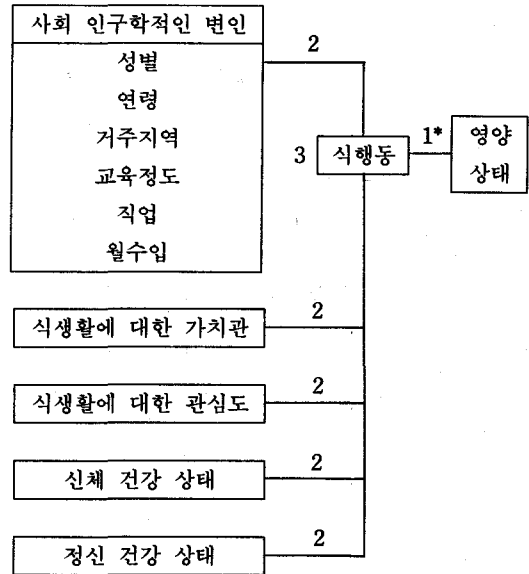 사회 인구학적인 변인
성별
연령
거주지역
교육정도
직업
월수입
2
3
식행동
1*
영양
상태
식생활에 대한 가치관
2
식생활에 대한 관심도
2
신체 건강 상태
2
정신 건강 상태
2